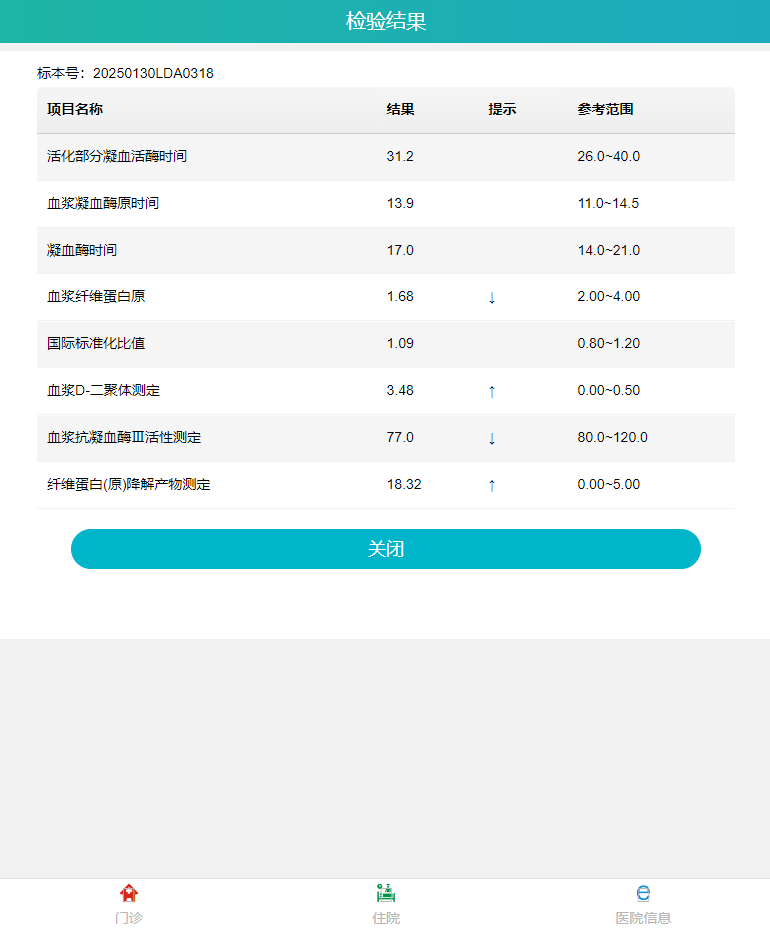 检验结果
标本号：20250130LDA0318
项目名称 结果 提示 参考范围
活化部分凝血活酶时间 31.2 26.0~40.0
血浆凝血酶原时间 13.9 11.0~14.5
凝血酶时间 17.0 14.0~21.0
血浆纤维蛋白原 1.68 ↓ 2.00~4.00
国际标准化比值 1.09 0.80~1.20
血浆D-二聚体测定 3.48 ↑ 0.00~0.50
血浆抗凝血酶Ⅲ活性测定 77.0 ↓ 80.0~120.0
纤维蛋白(原)降解产物测定 18.32 ↑ 0.00~5.00
关闭
门诊 住院 医院信息